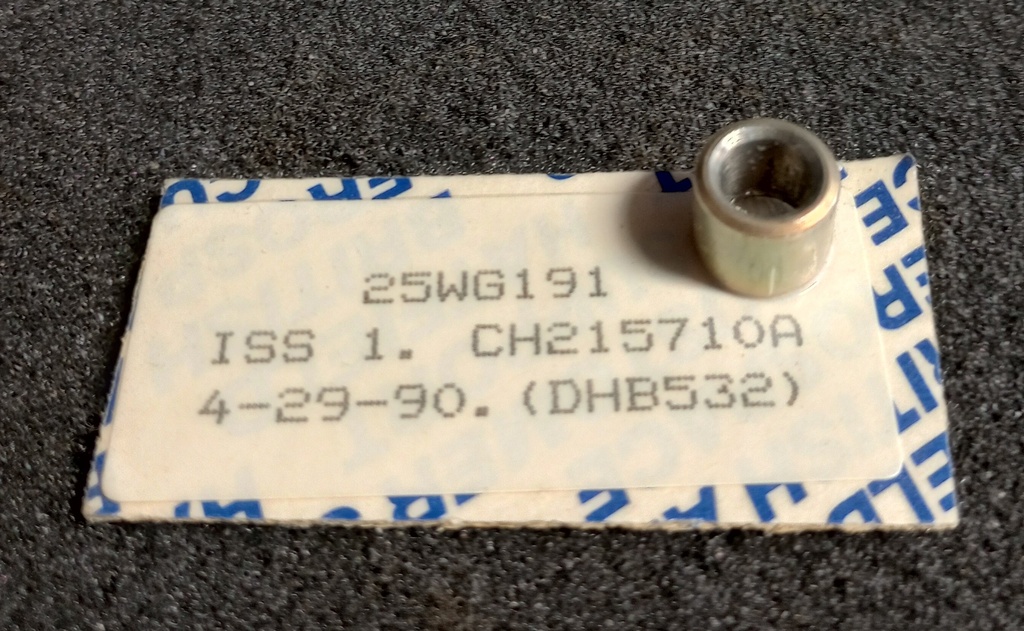 25WG191
ISS 1. CH215710A
4-29-90. (DHB532)